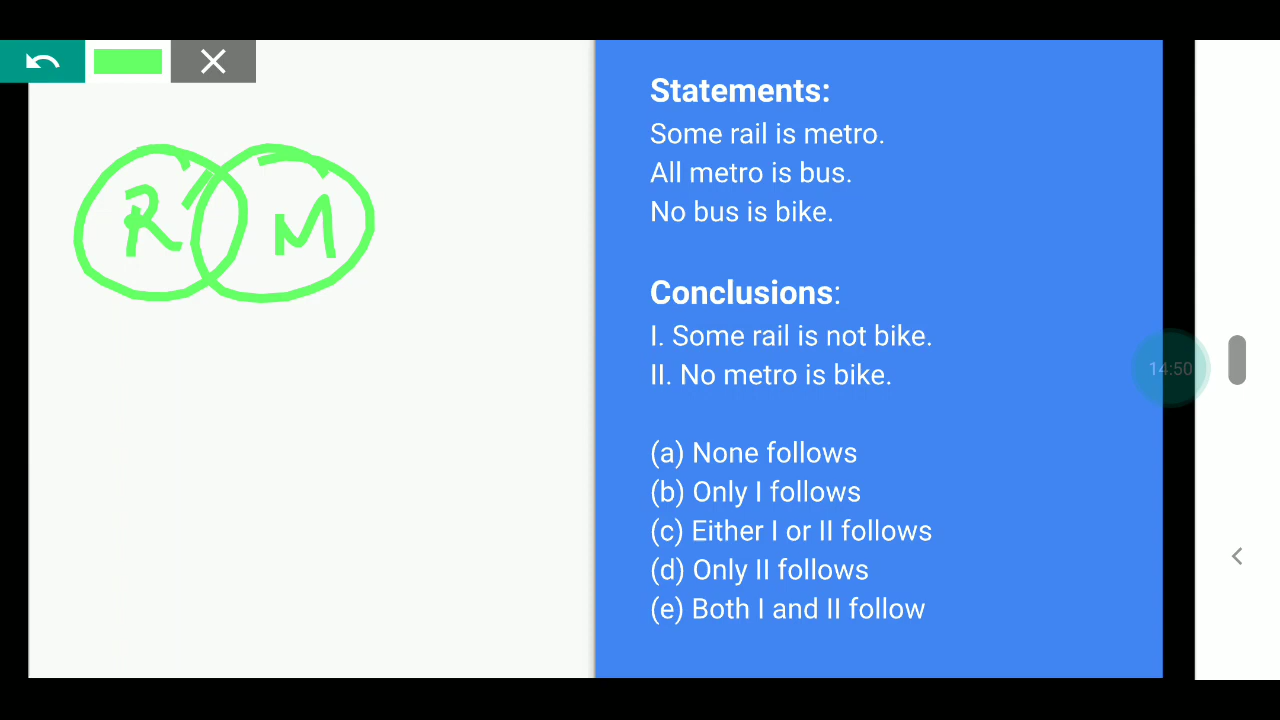 R M
Statements:
Some rail is metro.
All metro is bus.
No bus is bike.
Conclusions:
I. Some rail is not bike.
II. No metro is bike.
14:50
(a) None follows
(b) Only I follows
(c) Either I or II follows
(d) Only II follows
(e) Both I and II follow